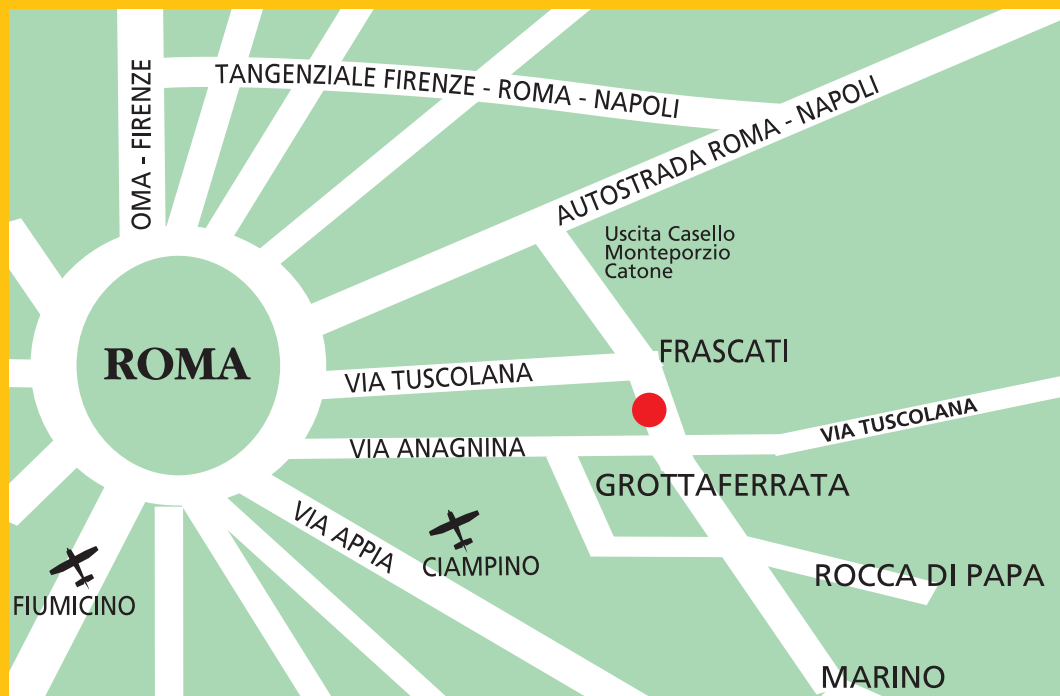 TANGENZIALE FIRENZE - ROMA - NAPOLI
OMA - FIRENZE
AUTOSTRADA ROMA - NAPOLI
Uscita Casello
Monteporzio
Catone
ROMA
FRASCATI
VIA TUSCOLANA
VIA TUSCOLANA
VIA ANAGNINA
GROTTAFERRATA
VIA APPIA
CIAMPINO
FIUMICINO
ROCCA DI PAPA
MARINO